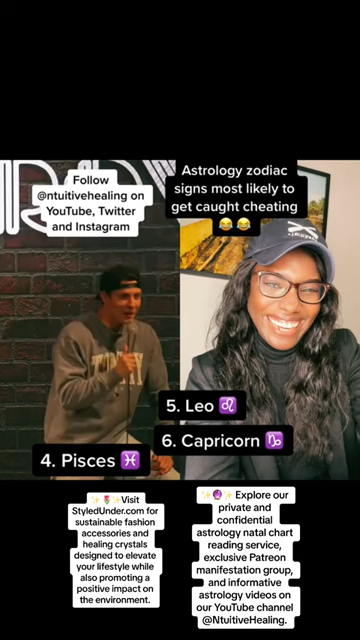 Follow
@ntuitivehealing on
YouTube, Twitter
and Instagram
Astrology zodiac
signs most likely to
get caught cheating
😂😂
5. Leo ♌
6. Capricorn ♑
4. Pisces ♓
✨🌷✨Visit
StyledUnder.com for
sustainable fashion
accessories and
healing crystals
designed to elevate
your lifestyle while
also promoting a
positive impact on
the environment.
✨🔮✨ Explore our
private and
confidential
astrology natal chart
reading service,
exclusive Patreon
manifestation group,
and informative
astrology videos on
our YouTube channel
@NtuitiveHealing.